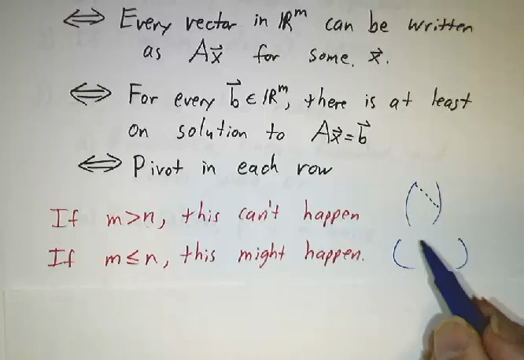 ⟺ Every vector in ℝᵐ can be written
as Ax⃗ for some. x⃗.
⟺ For every b⃗ ∈ ℝᵐ, there is at least
on solution to Ax⃗ = b⃗
⟺ Pivot in each row
If m>n, this can't happen
If m≤n, this might happen.